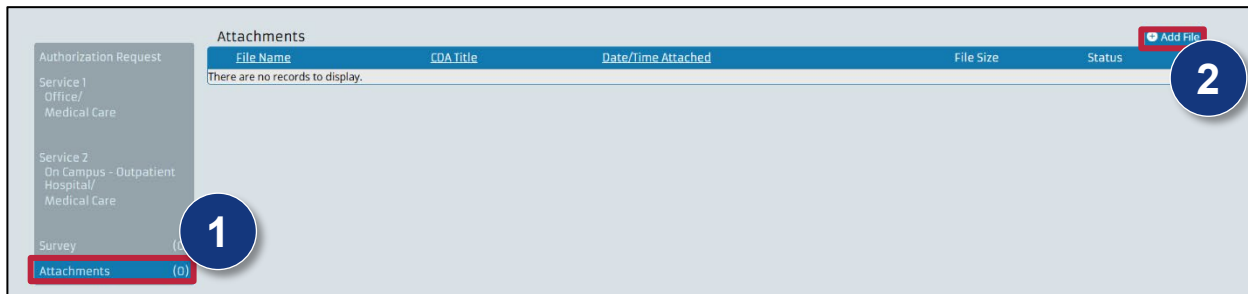 Attachments
Add File
File Name CDA Title Date/Time Attached File Size Status
There are no records to display.
2
Authorization Request
Service 1
Office/
Medical Care
Service 2
On Campus - Outpatient
Hospital/
Medical Care
1
Survey (0
Attachments (0)